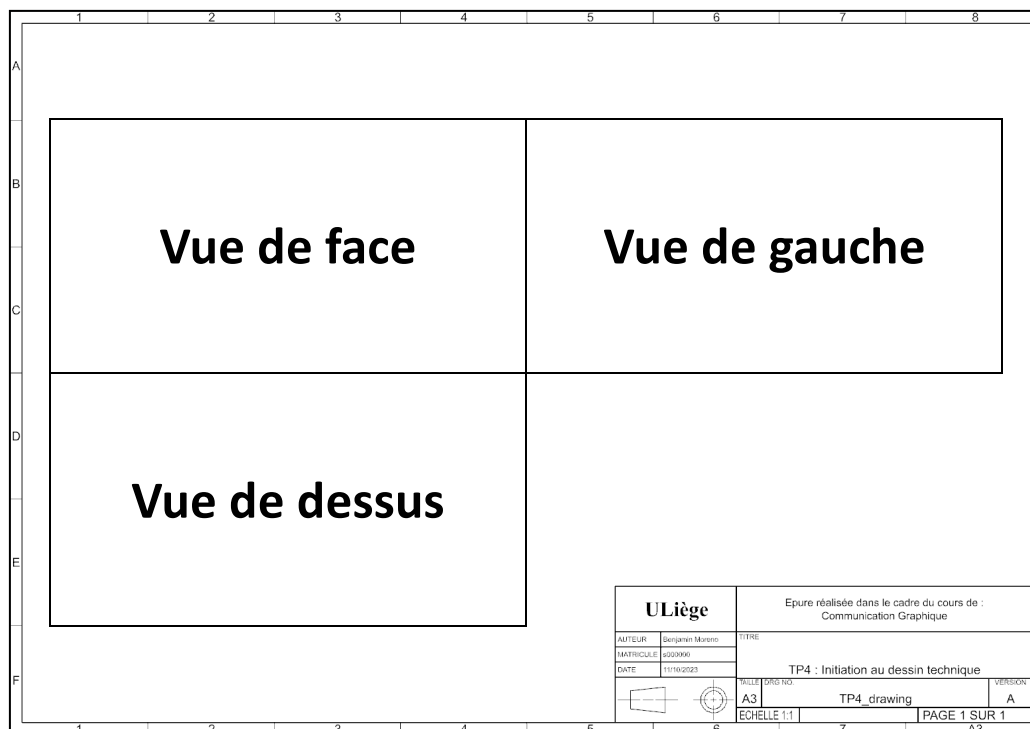 1 2 3 4 5 6 7 8
A
B
Vue de face Vue de gauche
C
D
Vue de dessus
E
ULiège
Epure réalisée dans le cadre du cours de :
Communication Graphique
AUTEUR Benjamin Moreno
TITRE
MATRICULE s000000
DATE 11/10/2023
TP4 : Initiation au dessin technique
F
TAILLE DRG NO. VERSION
A3 TP4_drawing A
ECHELLE 1:1 PAGE 1 SUR 1
1 2 3 4 5 6 7 A3